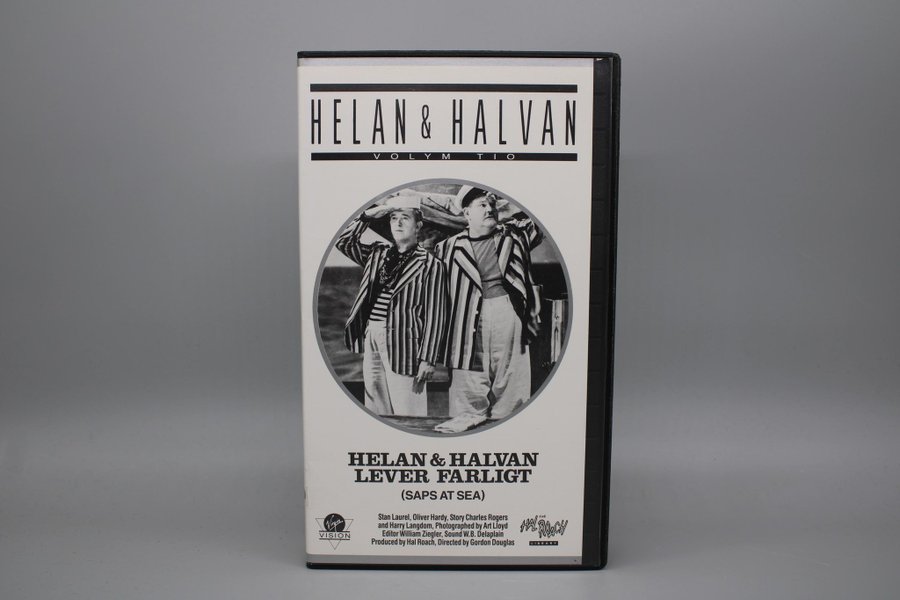 HELAN & HALVAN
VOLYM TIO
HELAN & HALVAN
LEVER FARLIGT
(SAPS AT SEA)
Stan Laurel, Oliver Hardy, Story Charles Rogers
and Harry Langdom, Photographed by Art Lloyd
Editor William Ziegler, Sound W.B. Delaplain
Produced by Hal Roach, Directed by Gordon Douglas
Virgin
VISION
THE
HAL ROACH
LIBRARY